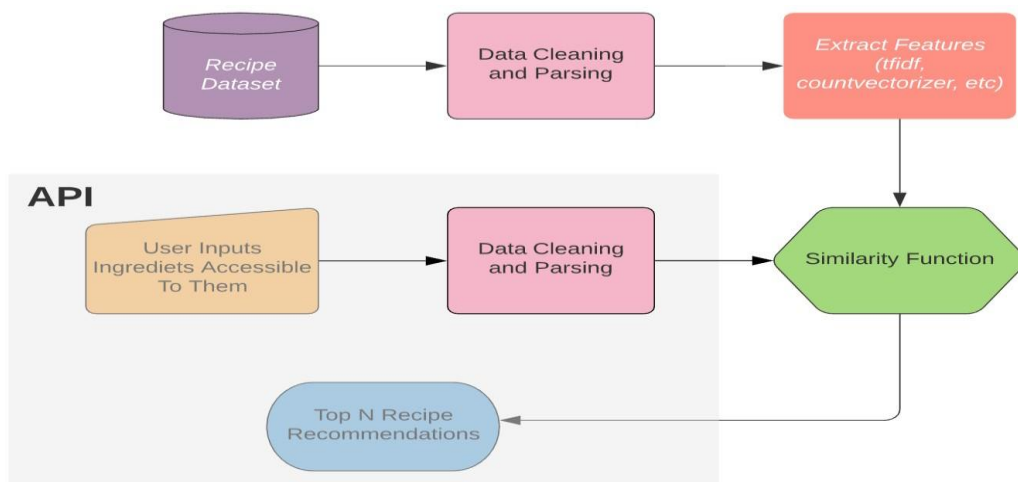 Recipe
Dataset
Data Cleaning
and Parsing
Extract Features
(tfidf,
countvectorizer, etc)
API
User Inputs
Ingrediets Accessible
To Them
Data Cleaning
and Parsing
Similarity Function
Top N Recipe
Recommendations